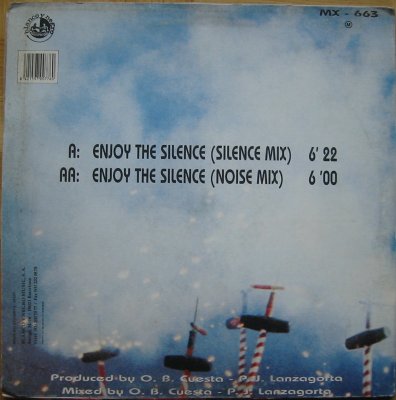 MX - 663
A: ENJOY THE SILENCE (SILENCE MIX) 6' 22
AA: ENJOY THE SILENCE (NOISE MIX) 6 '00
Produced by O. B. Cuesta - P. J. Lanzagorta
Mixed by O. B. Cuesta - P. J. Lanzagorta